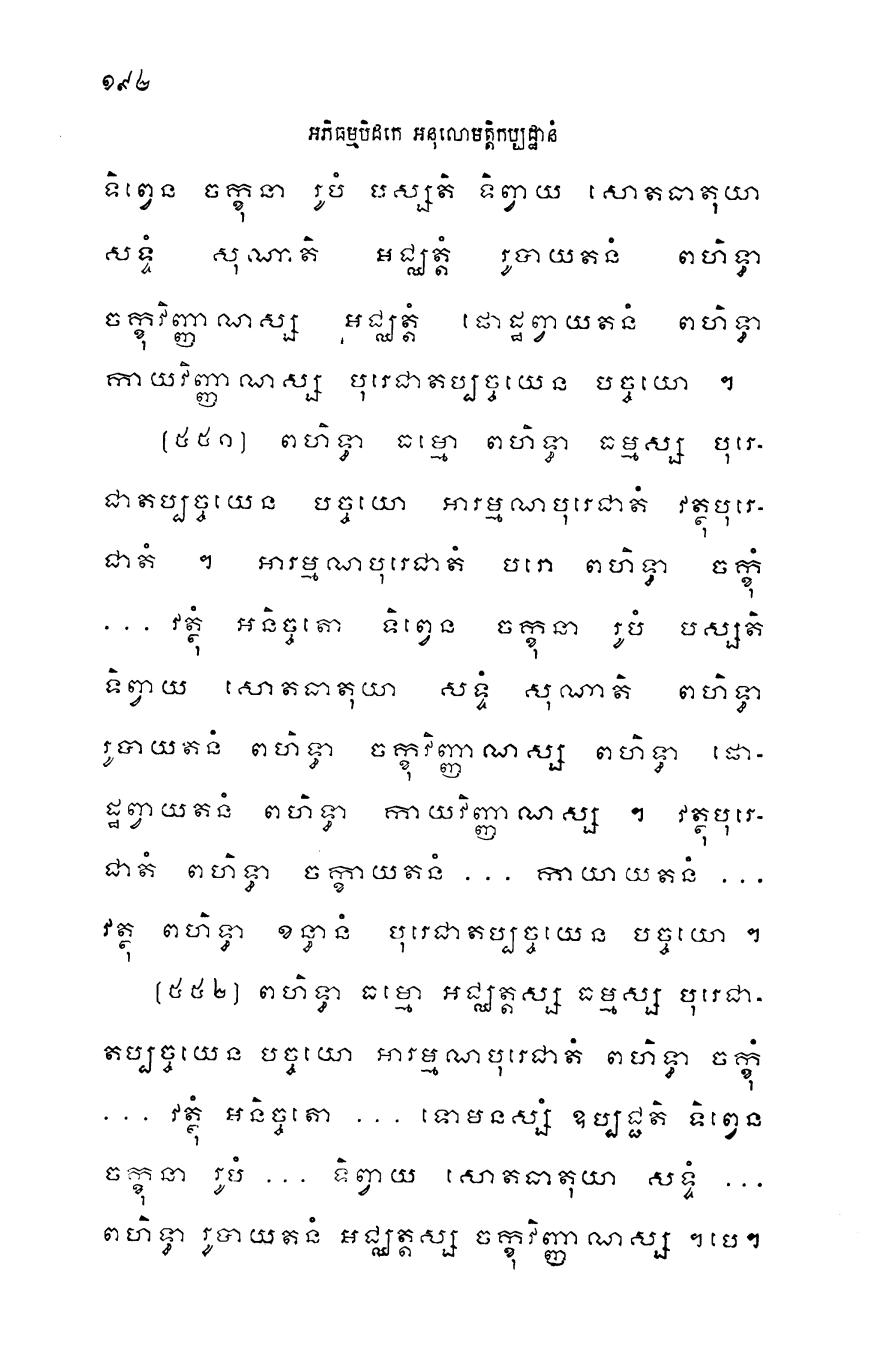 ១៩៤
អភិធម្មបិដកេ អនុលោមត្តិកប្បដ្ឋានំ
ទិព្វេន ចក្ខុនា រូបំ បស្សតិ ទិព្វាយ សោតធាតុយា
សទ្ទំ សុណាតិ អជ្ឈត្តំ រូបាយតនំ ពហិទ្ធា
ចក្ខុវិញ្ញាណស្ស អជ្ឈត្តំ ផោដ្ឋព្វាយតនំ ពហិទ្ធា
កាយវិញ្ញាណស្ស បុរេជាតប្បច្ចយេន បច្ចយោ ។
(៥៥១) ពហិទ្ធា ធម្មោ ពហិទ្ធា ធម្មស្ស បុរេ-
ជាតប្បច្ចយេន បច្ចយោ អារម្មណបុរេជាតំ វត្ថុបុរេ-
ជាតំ ។ អារម្មណបុរេជាតំ បរោ ពហិទ្ធា ចក្ខុំ
... វត្ថុំ អនិច្ចតោ ទិព្វេន ចក្ខុនា រូបំ បស្សតិ
ទិព្វាយ សោតធាតុយា សទ្ទំ សុណាតិ ពហិទ្ធា
រូបាយតនំ ពហិទ្ធា ចក្ខុវិញ្ញាណស្ស ពហិទ្ធា ផោ-
ដ្ឋព្វាយតនំ ពហិទ្ធា កាយវិញ្ញាណស្ស ។ វត្ថុបុរេ-
ជាតំ ពហិទ្ធា ចក្ខាយតនំ ... កាយាយតនំ ...
វត្ថុ ពហិទ្ធា ខន្ធានំ បុរេជាតប្បច្ចយេន បច្ចយោ ។
(៥៥២) ពហិទ្ធា ធម្មោ អជ្ឈត្តស្ស ធម្មស្ស បុរេជា-
តប្បច្ចយេន បច្ចយោ អារម្មណបុរេជាតំ ពហិទ្ធា ចក្ខុំ
... វត្ថុំ អនិច្ចតោ ... ទោមនស្សំ ឧប្បជ្ជតិ ទិព្វេន
ចក្ខុនា រូបំ ... ទិព្វាយ សោតធាតុយា សទ្ទំ ...
ពហិទ្ធា រូបាយតនំ អជ្ឈត្តស្ស ចក្ខុវិញ្ញាណស្ស ។បេ។